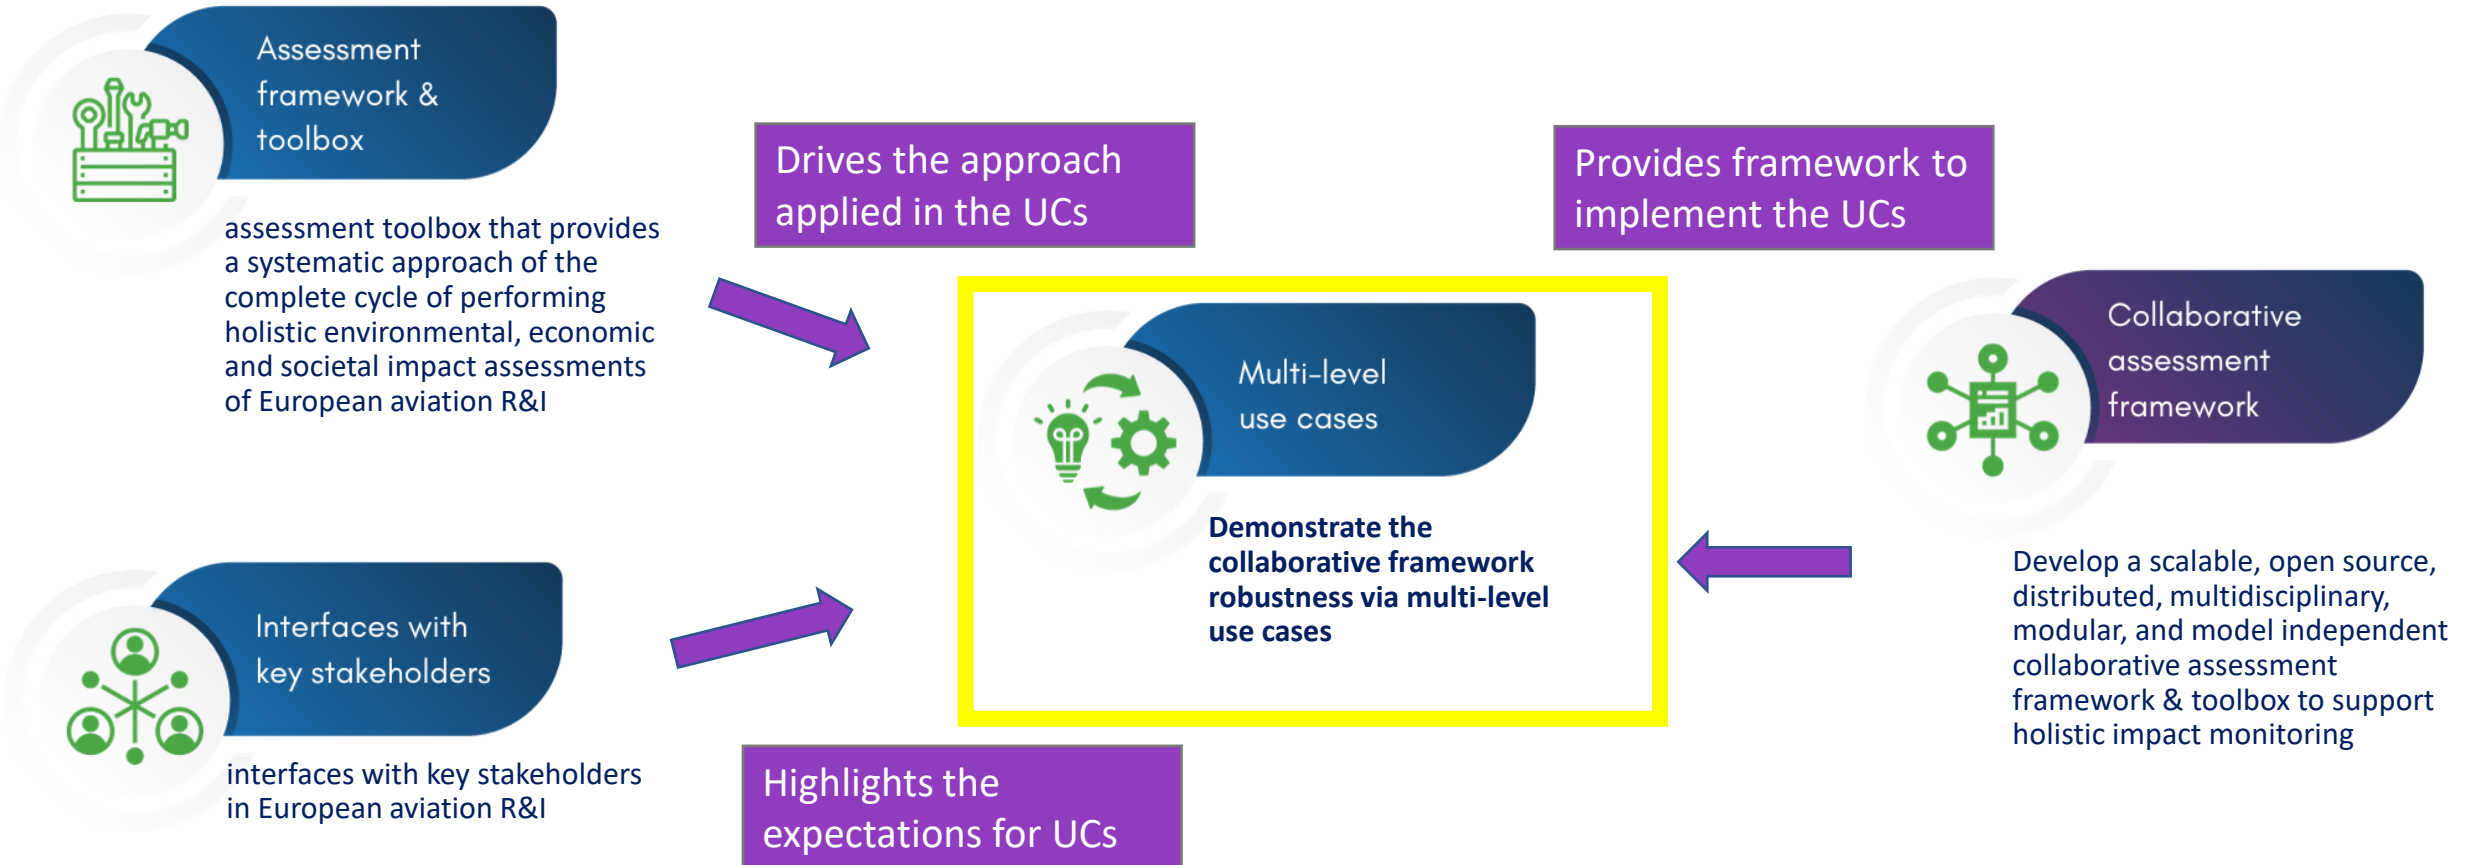 Assessment
framework &
toolbox
assessment toolbox that provides
a systematic approach of the
complete cycle of performing
holistic environmental, economic
and societal impact assessments
of European aviation R&I
Drives the approach
applied in the UCs
Provides framework to
implement the UCs
Multi-level
use cases
Demonstrate the
collaborative framework
robustness via multi-level
use cases
Collaborative
assessment
framework
Develop a scalable, open source,
distributed, multidisciplinary,
modular, and model independent
collaborative assessment
framework & toolbox to support
holistic impact monitoring
Interfaces with
key stakeholders
interfaces with key stakeholders
in European aviation R&I
Highlights the
expectations for UCs